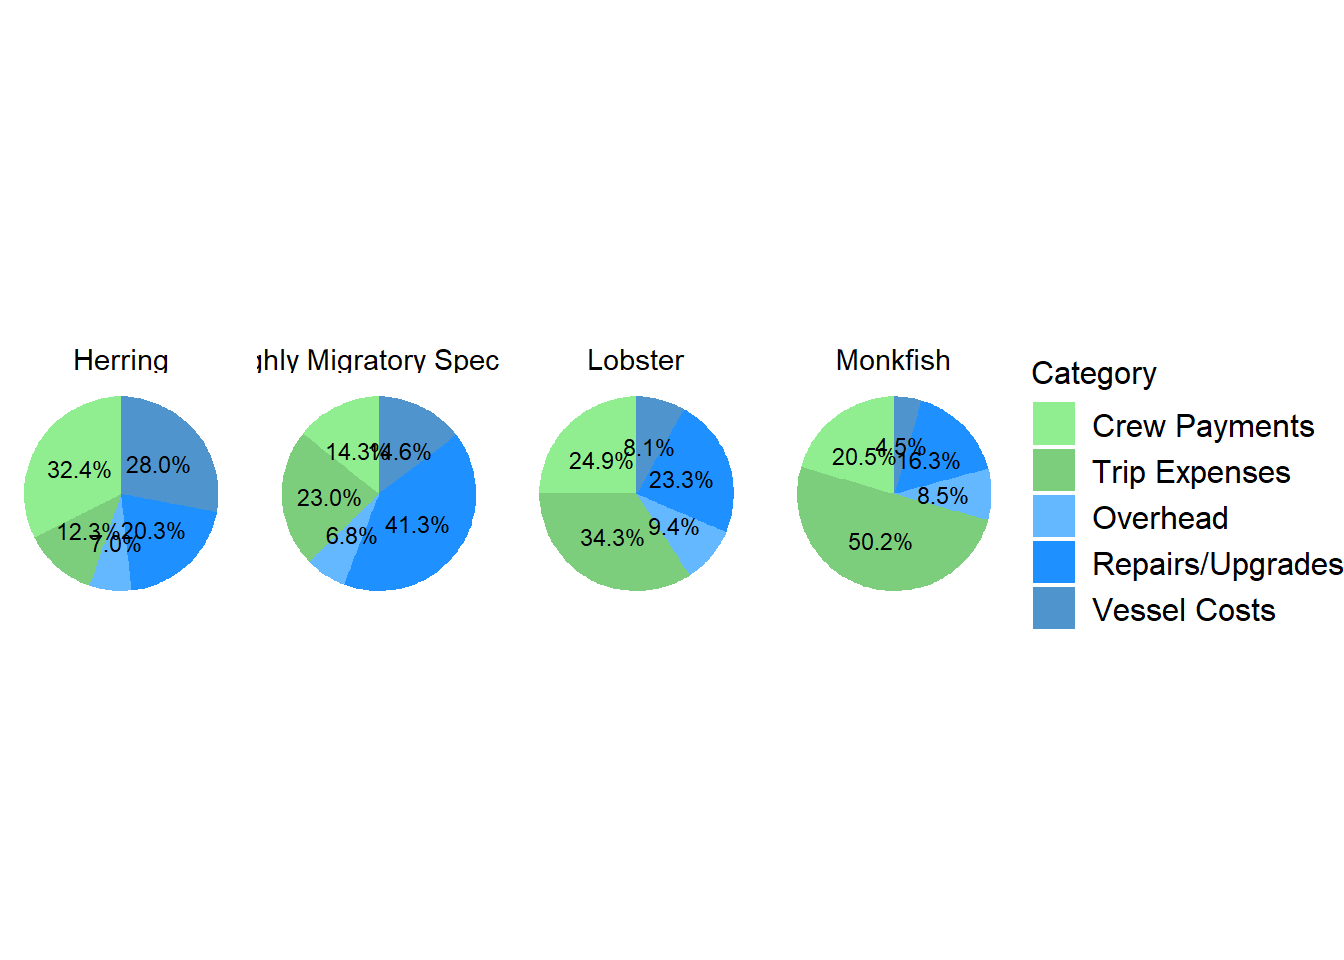 Herring
ghly Migratory Spec
Lobster
Monkfish
32.4%
28.0%
12.3%
7.0%
20.3%
14.3%
14.6%
23.0%
6.8%
41.3%
24.9%
8.1%
23.3%
34.3%
9.4%
20.5%
4.5%
16.3%
8.5%
50.2%
Category
Crew Payments
Trip Expenses
Overhead
Repairs/Upgrades
Vessel Costs